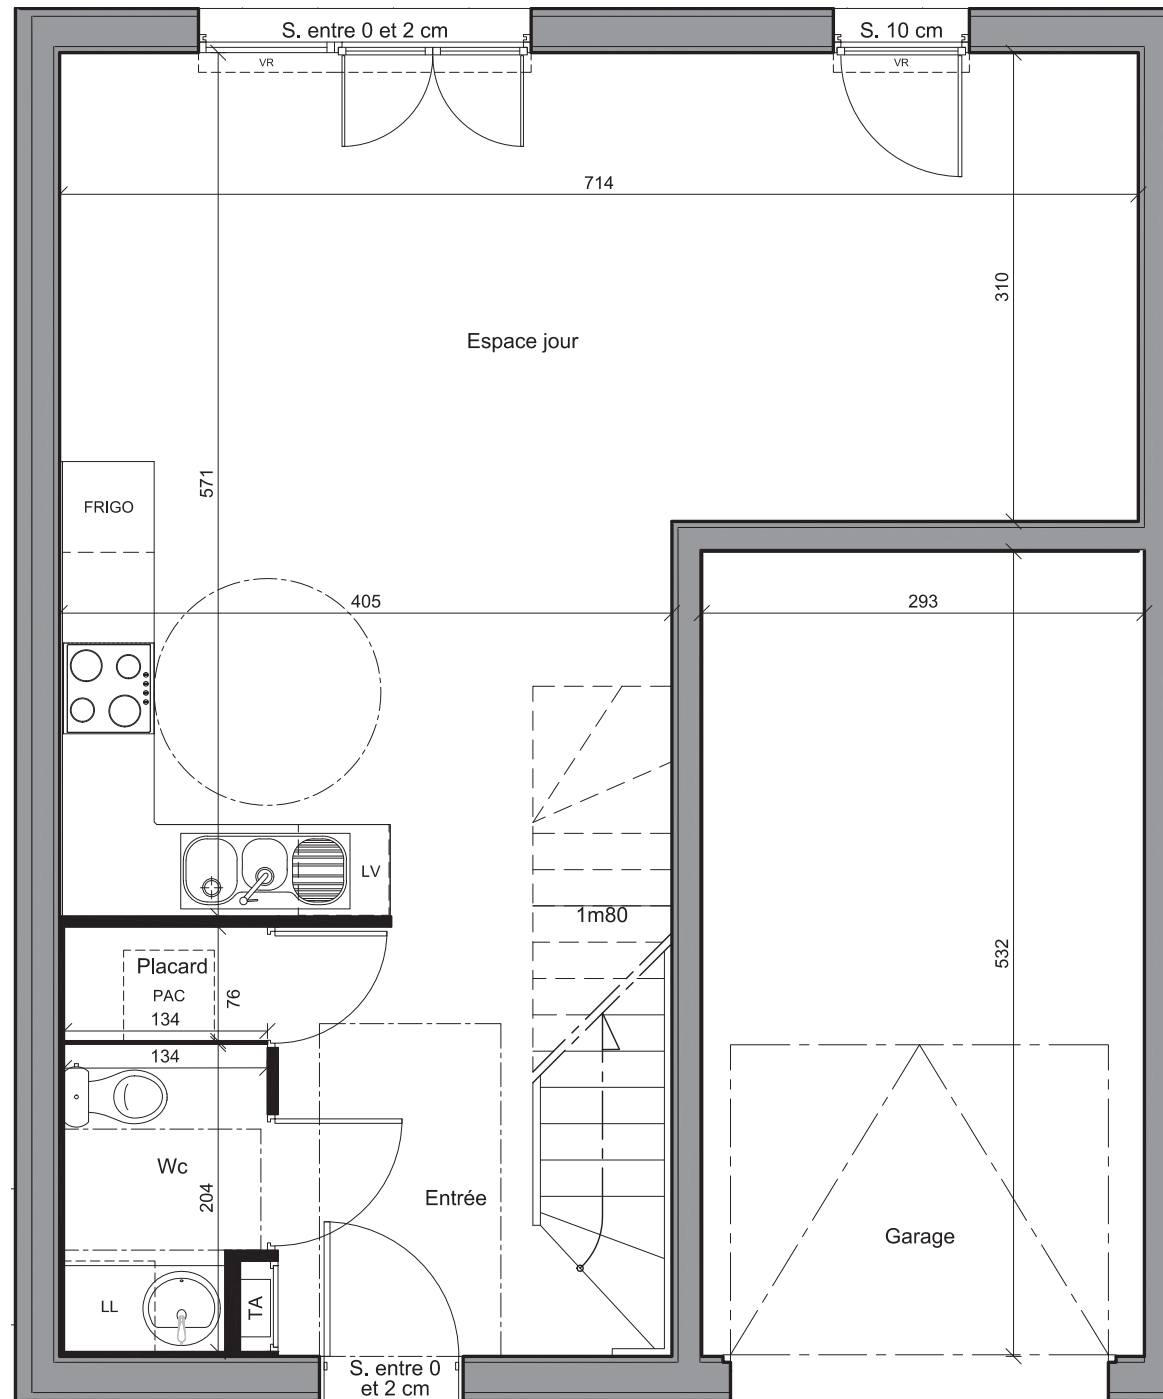 S. entre 0 et 2 cm
S. 10 cm
VR
VR
714
310
Espace jour
571
FRIGO
405
293
LV
1m80
532
Placard
PAC
76
134
134
Wc
204
Entrée
Garage
LL
TA
S. entre 0
et 2 cm